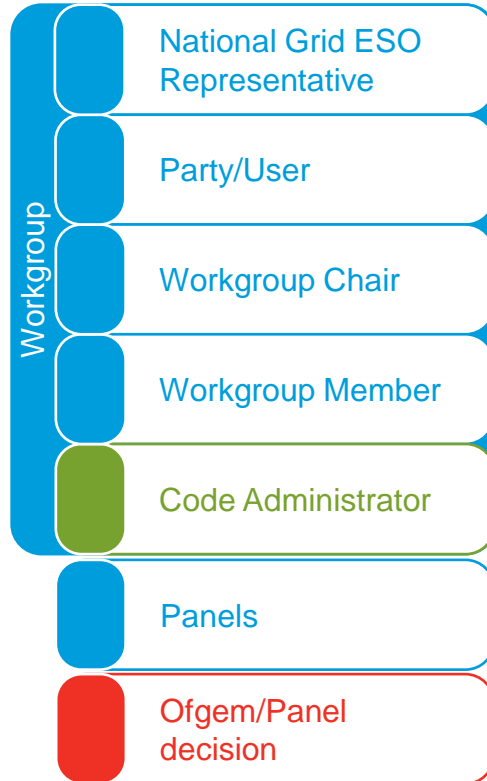 Workgroup
National Grid ESO
Representative
Party/User
Workgroup Chair
Workgroup Member
Code Administrator
Panels
Ofgem/Panel
decision